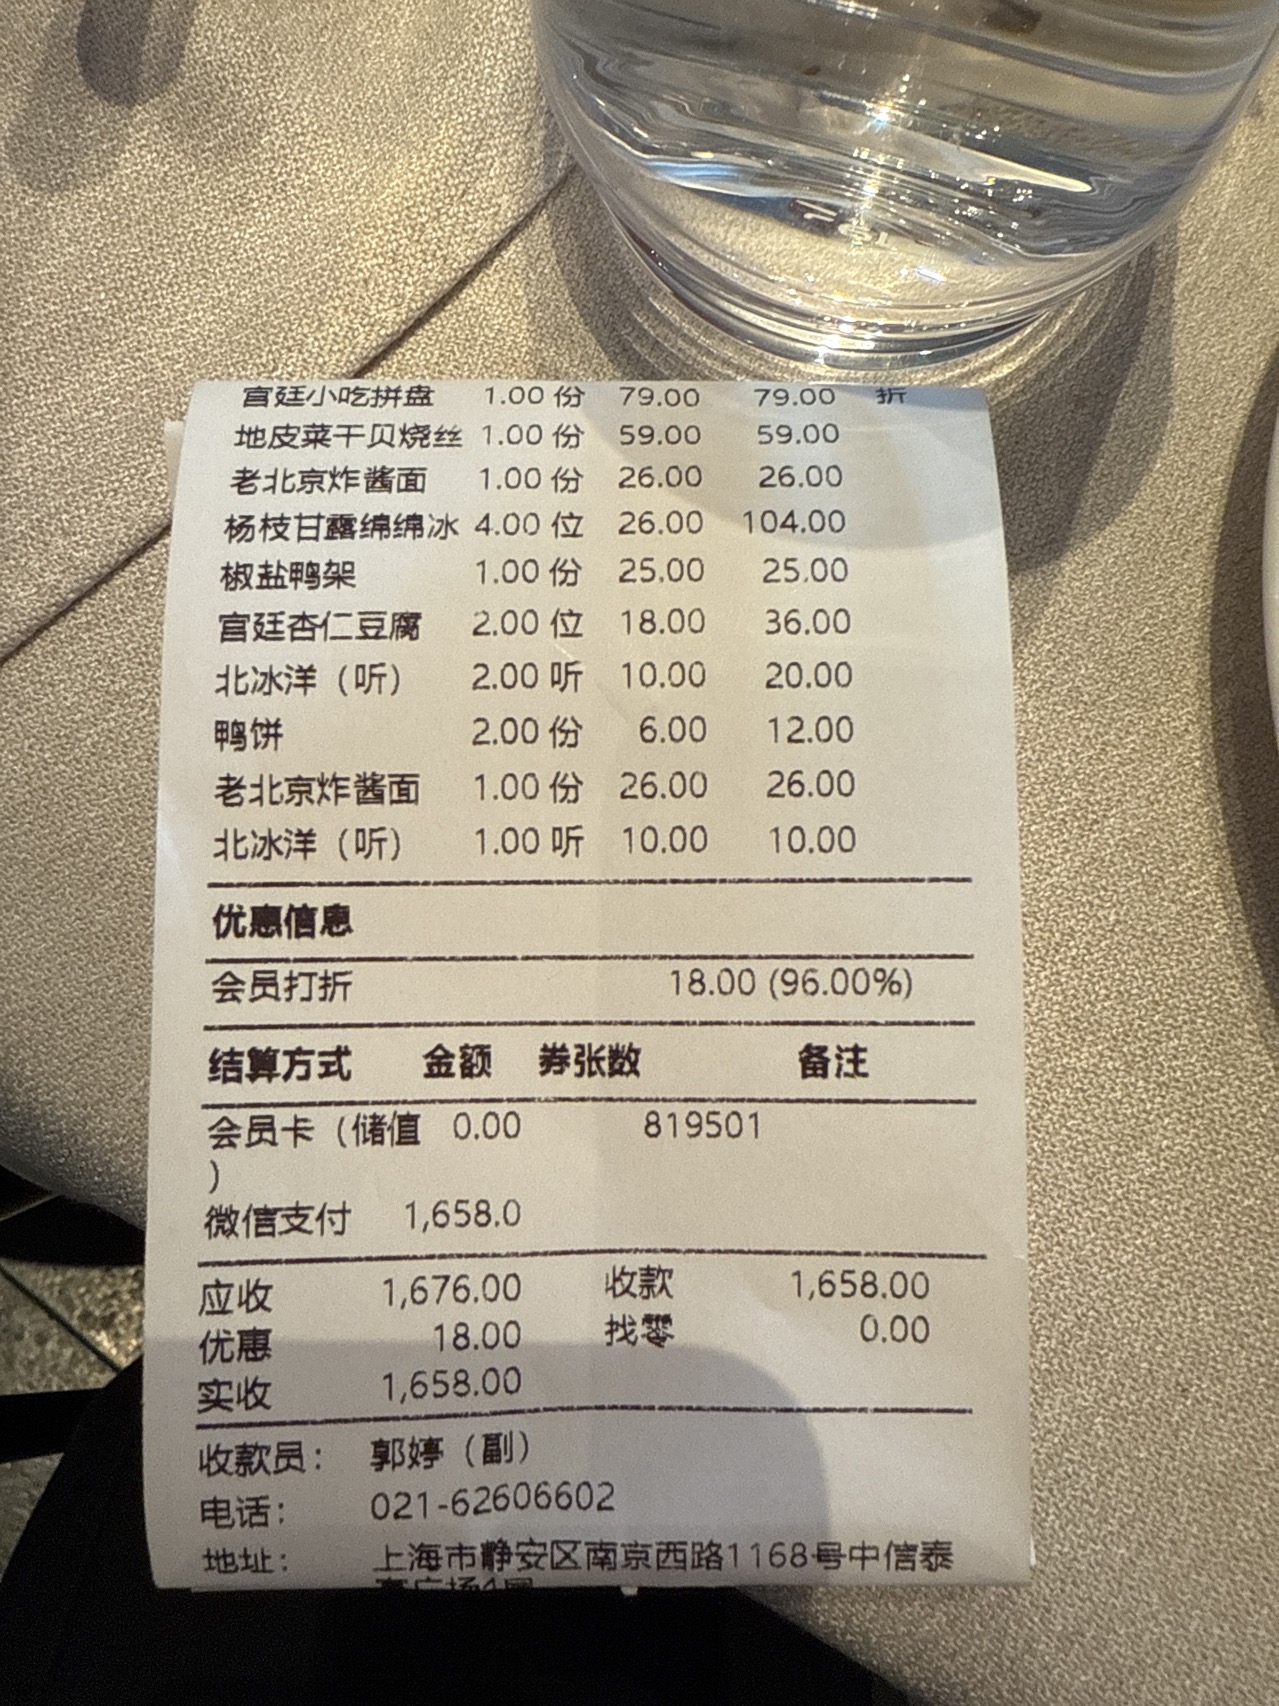 宫廷小吃拼盘 1.00 份 79.00 79.00 折
地皮菜干贝烧丝 1.00 份 59.00 59.00
老北京炸酱面 1.00 份 26.00 26.00
杨枝甘露绵绵冰 4.00 位 26.00 104.00
椒盐鸭架 1.00 份 25.00 25.00
宫廷杏仁豆腐 2.00 位 18.00 36.00
北冰洋（听） 2.00 听 10.00 20.00
鸭饼 2.00 份 6.00 12.00
老北京炸酱面 1.00 份 26.00 26.00
北冰洋（听） 1.00 听 10.00 10.00
优惠信息
会员打折 18.00 (96.00%)
结算方式 金额 券张数 备注
会员卡（储值 0.00 819501
）
微信支付 1,658.0
应收 1,676.00 收款 1,658.00
优惠 18.00 找零 0.00
实收 1,658.00
收款员： 郭婷（副）
电话： 021-62606602
地址： 上海市静安区南京西路1168号中信泰